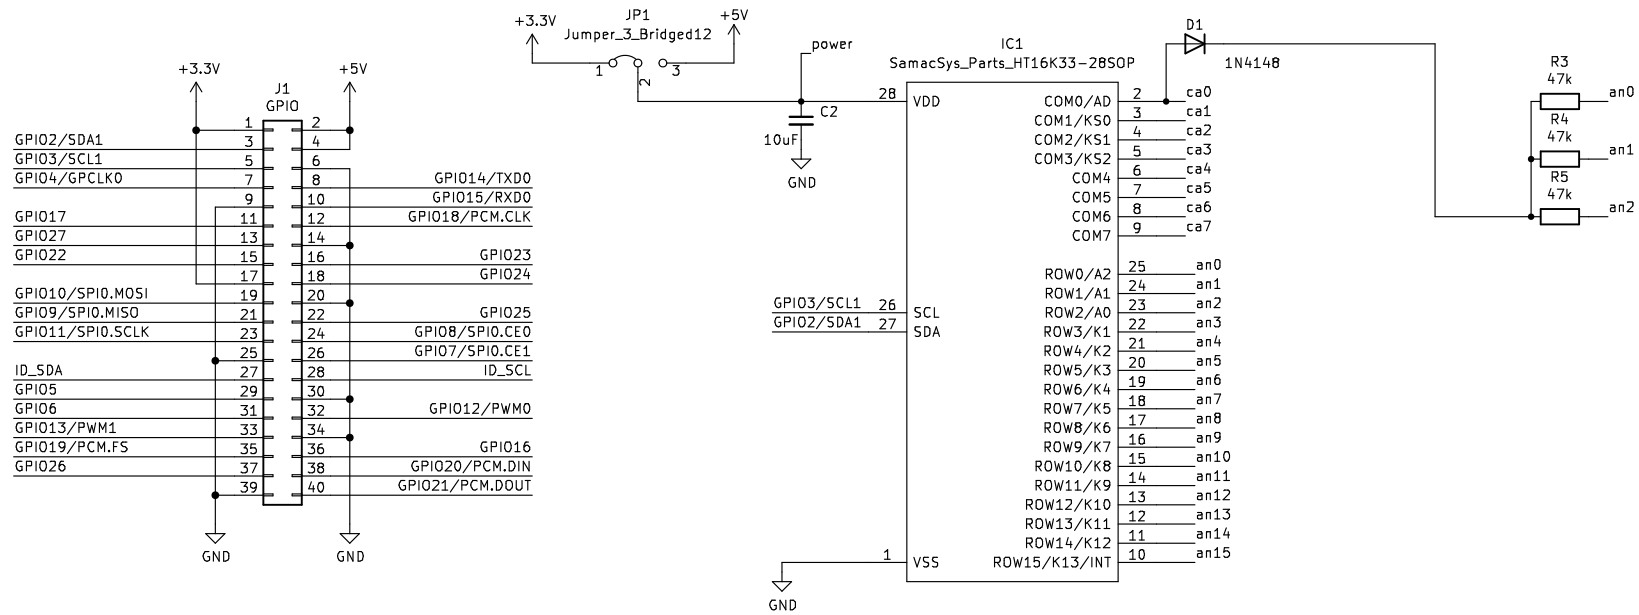 +3.3V
JP1
+5V
Jumper_3_Bridged12
1
2
3
power
C2
10uF
GND
+3.3V
+5V
J1
GPIO
1
2
GPIO2/SDA1
3
4
GPIO3/SCL1
5
6
GPIO4/GPCLK0
7
8
GPIO14/TXD0
9
10
GPIO15/RXD0
GPIO17
11
12
GPIO18/PCM.CLK
GPIO27
13
14
GPIO22
15
16
GPIO23
17
18
GPIO24
GPIO10/SPI0.MOSI
19
20
GPIO9/SPI0.MISO
21
22
GPIO25
GPIO11/SPI0.SCLK
23
24
GPIO8/SPI0.CE0
25
26
GPIO7/SPI0.CE1
ID_SDA
27
28
ID_SCL
GPIO5
29
30
GPIO6
31
32
GPIO12/PWM0
GPIO13/PWM1
33
34
GPIO19/PCM.FS
35
36
GPIO16
GPIO26
37
38
GPIO20/PCM.DIN
39
40
GPIO21/PCM.DOUT
GND
GND
IC1
SamacSys_Parts_HT16K33-28SOP
28
VDD
GPIO3/SCL1
26
SCL
GPIO2/SDA1
27
SDA
1
VSS
GND
COM0/AD
2
ca0
COM1/KS0
3
ca1
COM2/KS1
4
ca2
COM3/KS2
5
ca3
COM4
6
ca4
COM5
7
ca5
COM6
8
ca6
COM7
9
ca7
ROW0/A2
25
an0
ROW1/A1
24
an1
ROW2/A0
23
an2
ROW3/K1
22
an3
ROW4/K2
21
an4
ROW5/K3
20
an5
ROW6/K4
19
an6
ROW7/K5
18
an7
ROW8/K6
17
an8
ROW9/K7
16
an9
ROW10/K8
15
an10
ROW11/K9
14
an11
ROW12/K10
13
an12
ROW13/K11
12
an13
ROW14/K12
11
an14
ROW15/K13/INT
10
an15
D1
1N4148
R3
47k
an0
R4
47k
an1
R5
47k
an2